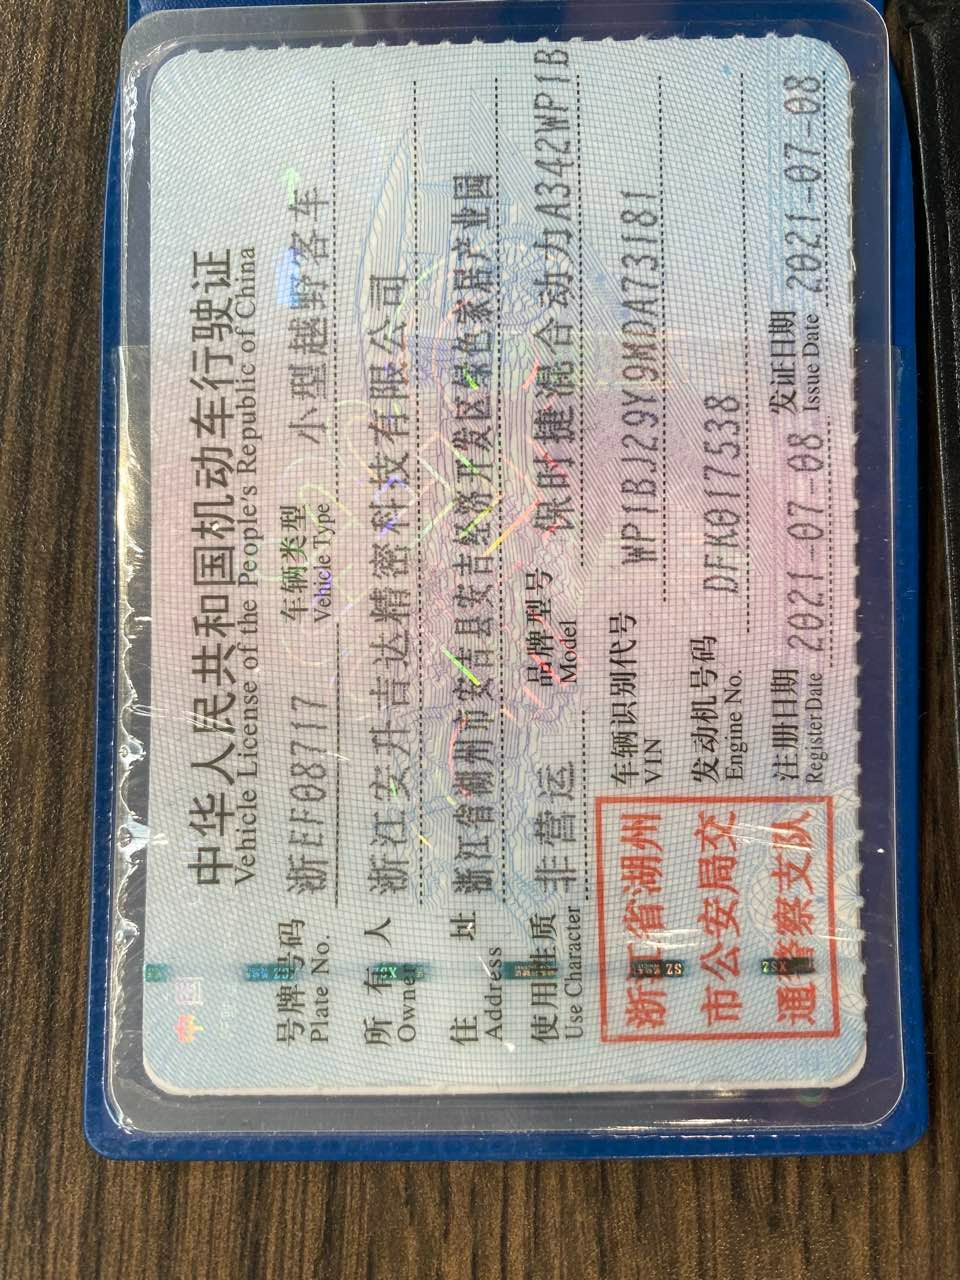 中华人民共和国机动车行驶证
Vehicle License of the People's Republic of China
号牌号码 浙EF08717 车辆类型 小型越野客车
Plate No. Vehicle Type
所有人 浙江安升吉达精密科技有限公司
Owner
住址 浙江省湖州市安吉县安吉经济开发区绿色家居产业园
Address
使用性质 非营运 品牌型号 保时捷混合动力A342WP1B
Use Character Model
浙江省湖州
市公安局交
通警察支队
车辆识别代号 WP1BJ29Y9MDA73181
VIN
发动机号码 DFK017538
Engine No.
注册日期 2021-07-08 发证日期 2021-07-08
Register Date Issue Date
中国